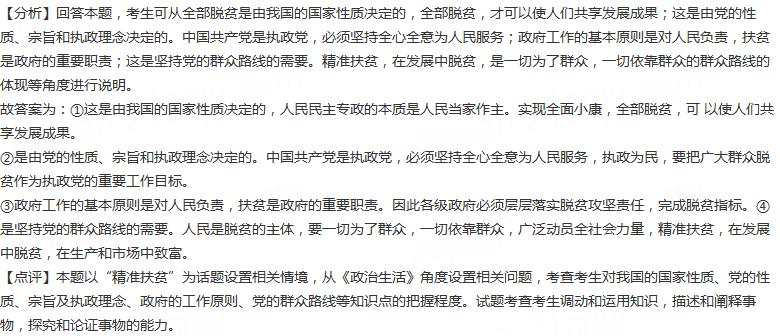 【分析】回答本题，考生可从全部脱贫是由我国的国家性质决定的，全部脱贫，才可以使人们共享发展成果；这是由党的性
质、宗旨和执政理念决定的。中国共产党是执政党，必须坚持全心全意为人民服务；政府工作的基本原则是对人民负责，扶贫
是政府的重要职责；这是坚持党的群众路线的需要。精准扶贫，在发展中脱贫，是一切为了群众，一切依靠群众的群众路线的
体现等角度进行说明。
故答案为：①这是由我国的国家性质决定的，人民民主专政的本质是人民当家作主。实现全面小康，全部脱贫，可 以使人们共
享发展成果。
②是由党的性质、宗旨和执政理念决定的。中国共产党是执政党，必须坚持全心全意为人民服务，执政为民，要把广大群众脱
贫作为执政党的重要工作目标。
③政府工作的基本原则是对人民负责，扶贫是政府的重要职责。因此各级政府必须层层落实脱贫攻坚责任，完成脱贫指标。④
是坚持党的群众路线的需要。人民是脱贫的主体，要一切为了群众，一切依靠群众，广泛动员全社会力量，精准扶贫，在发展
中脱贫，在生产和市场中致富。
【点评】本题以“精准扶贫”为话题设置相关情境，从《政治生活》角度设置相关问题，考查考生对我国的国家性质、党的性
质、宗旨及执政理念、政府的工作原则、党的群众路线等知识点的把握程度。试题考查考生调动和运用知识，描述和阐释事
物，探究和论证事物的能力。